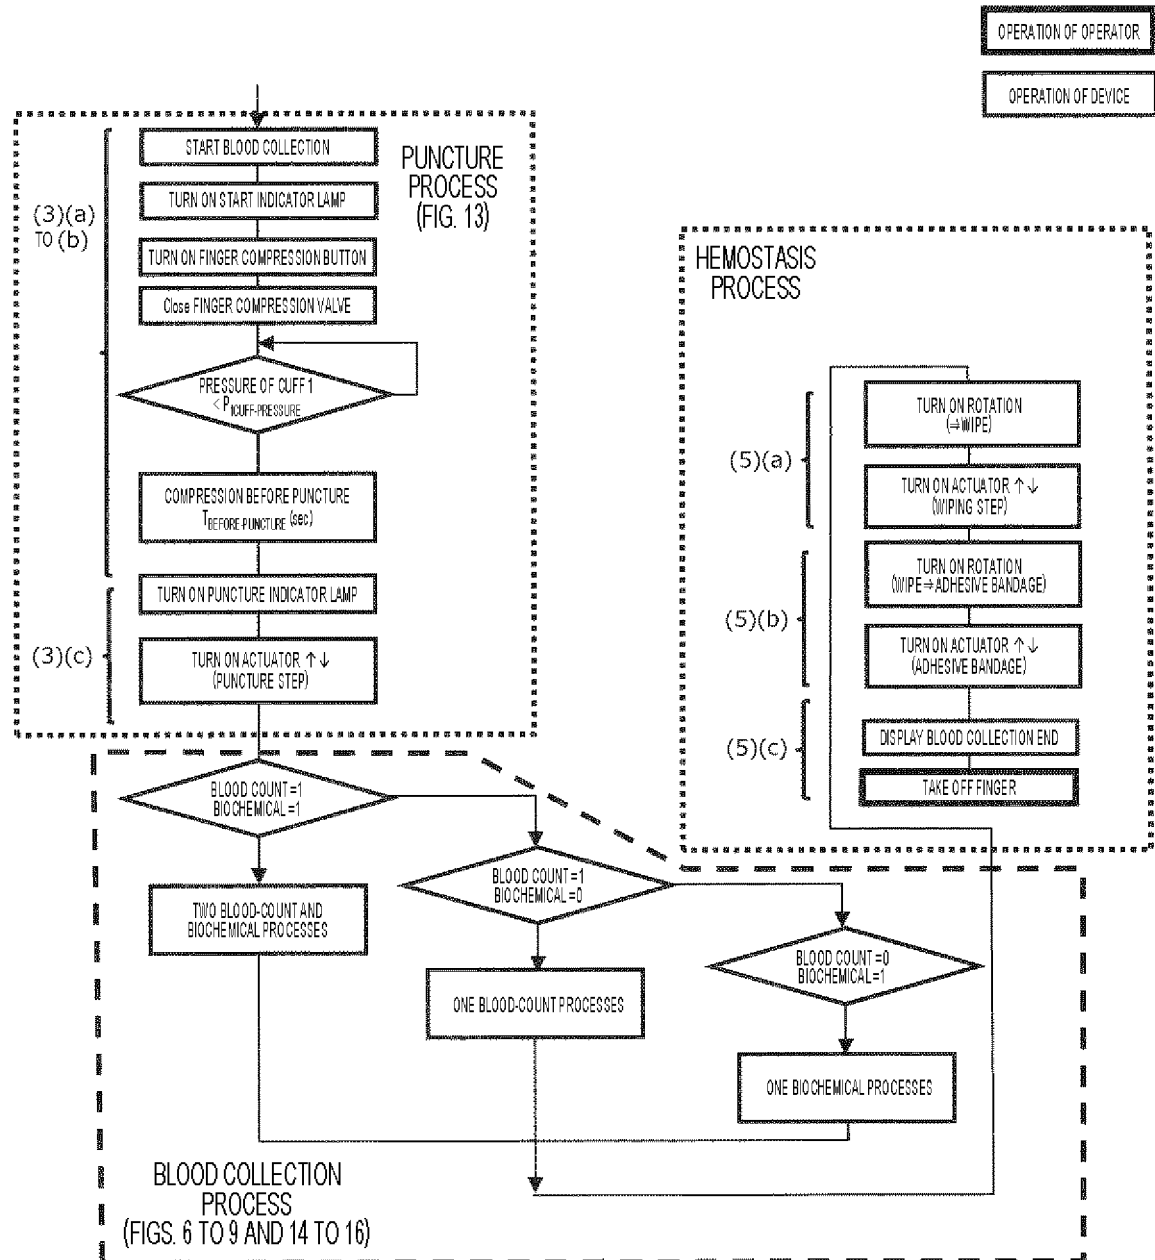 OPERATION OF OPERATOR
OPERATION OF DEVICE
START BLOOD COLLECTION
PUNCTURE
PROCESS
(FIG. 13)
TURN ON START INDICATOR LAMP
(3)(a)
TO (b)
TURN ON FINGER COMPRESSION BUTTON
Close FINGER COMPRESSION VALVE
PRESSURE OF CUFF 1
< P1CUFF-PRESSURE
COMPRESSION BEFORE PUNCTURE
TBEFORE-PUNCTURE (sec)
TURN ON PUNCTURE INDICATOR LAMP
(3)(c)
TURN ON ACTUATOR ↑↓
(PUNCTURE STEP)
HEMOSTASIS
PROCESS
TURN ON ROTATION
(⇒WIPE)
(5)(a)
TURN ON ACTUATOR ↑↓
(WIPING STEP)
TURN ON ROTATION
(WIPE⇒ADHESIVE BANDAGE)
(5)(b)
TURN ON ACTUATOR ↑↓
(ADHESIVE BANDAGE)
(5)(c)
DISPLAY BLOOD COLLECTION END
TAKE OFF FINGER
BLOOD COUNT=1
BIOCHEMICAL=1
BLOOD COUNT=1
BIOCHEMICAL=0
BLOOD COUNT=0
BIOCHEMICAL=1
TWO BLOOD-COUNT AND
BIOCHEMICAL PROCESSES
ONE BLOOD-COUNT PROCESSES
ONE BIOCHEMICAL PROCESSES
BLOOD COLLECTION
PROCESS
(FIGS. 6 TO 9 AND 14 TO 16)